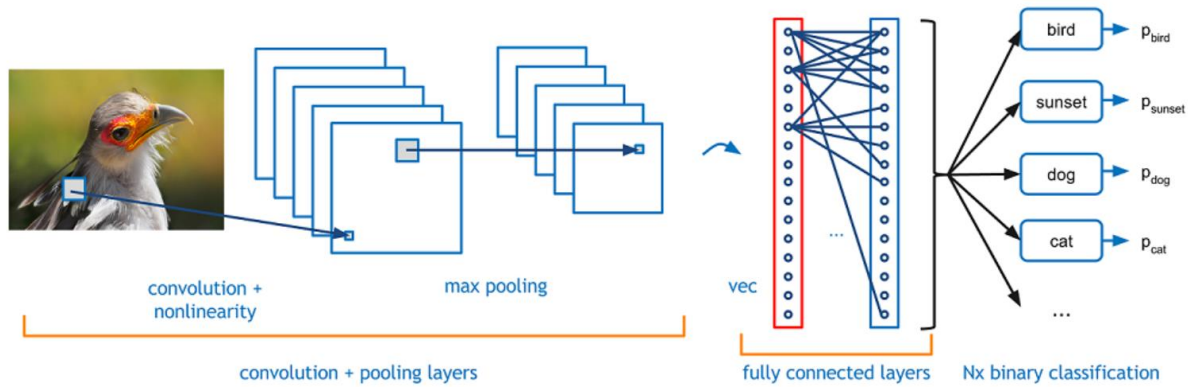 bird
p_bird
sunset
p_sunset
dog
p_dog
cat
p_cat
...
...
convolution +
nonlinearity
max pooling
vec
convolution + pooling layers
fully connected layers
Nx binary classification